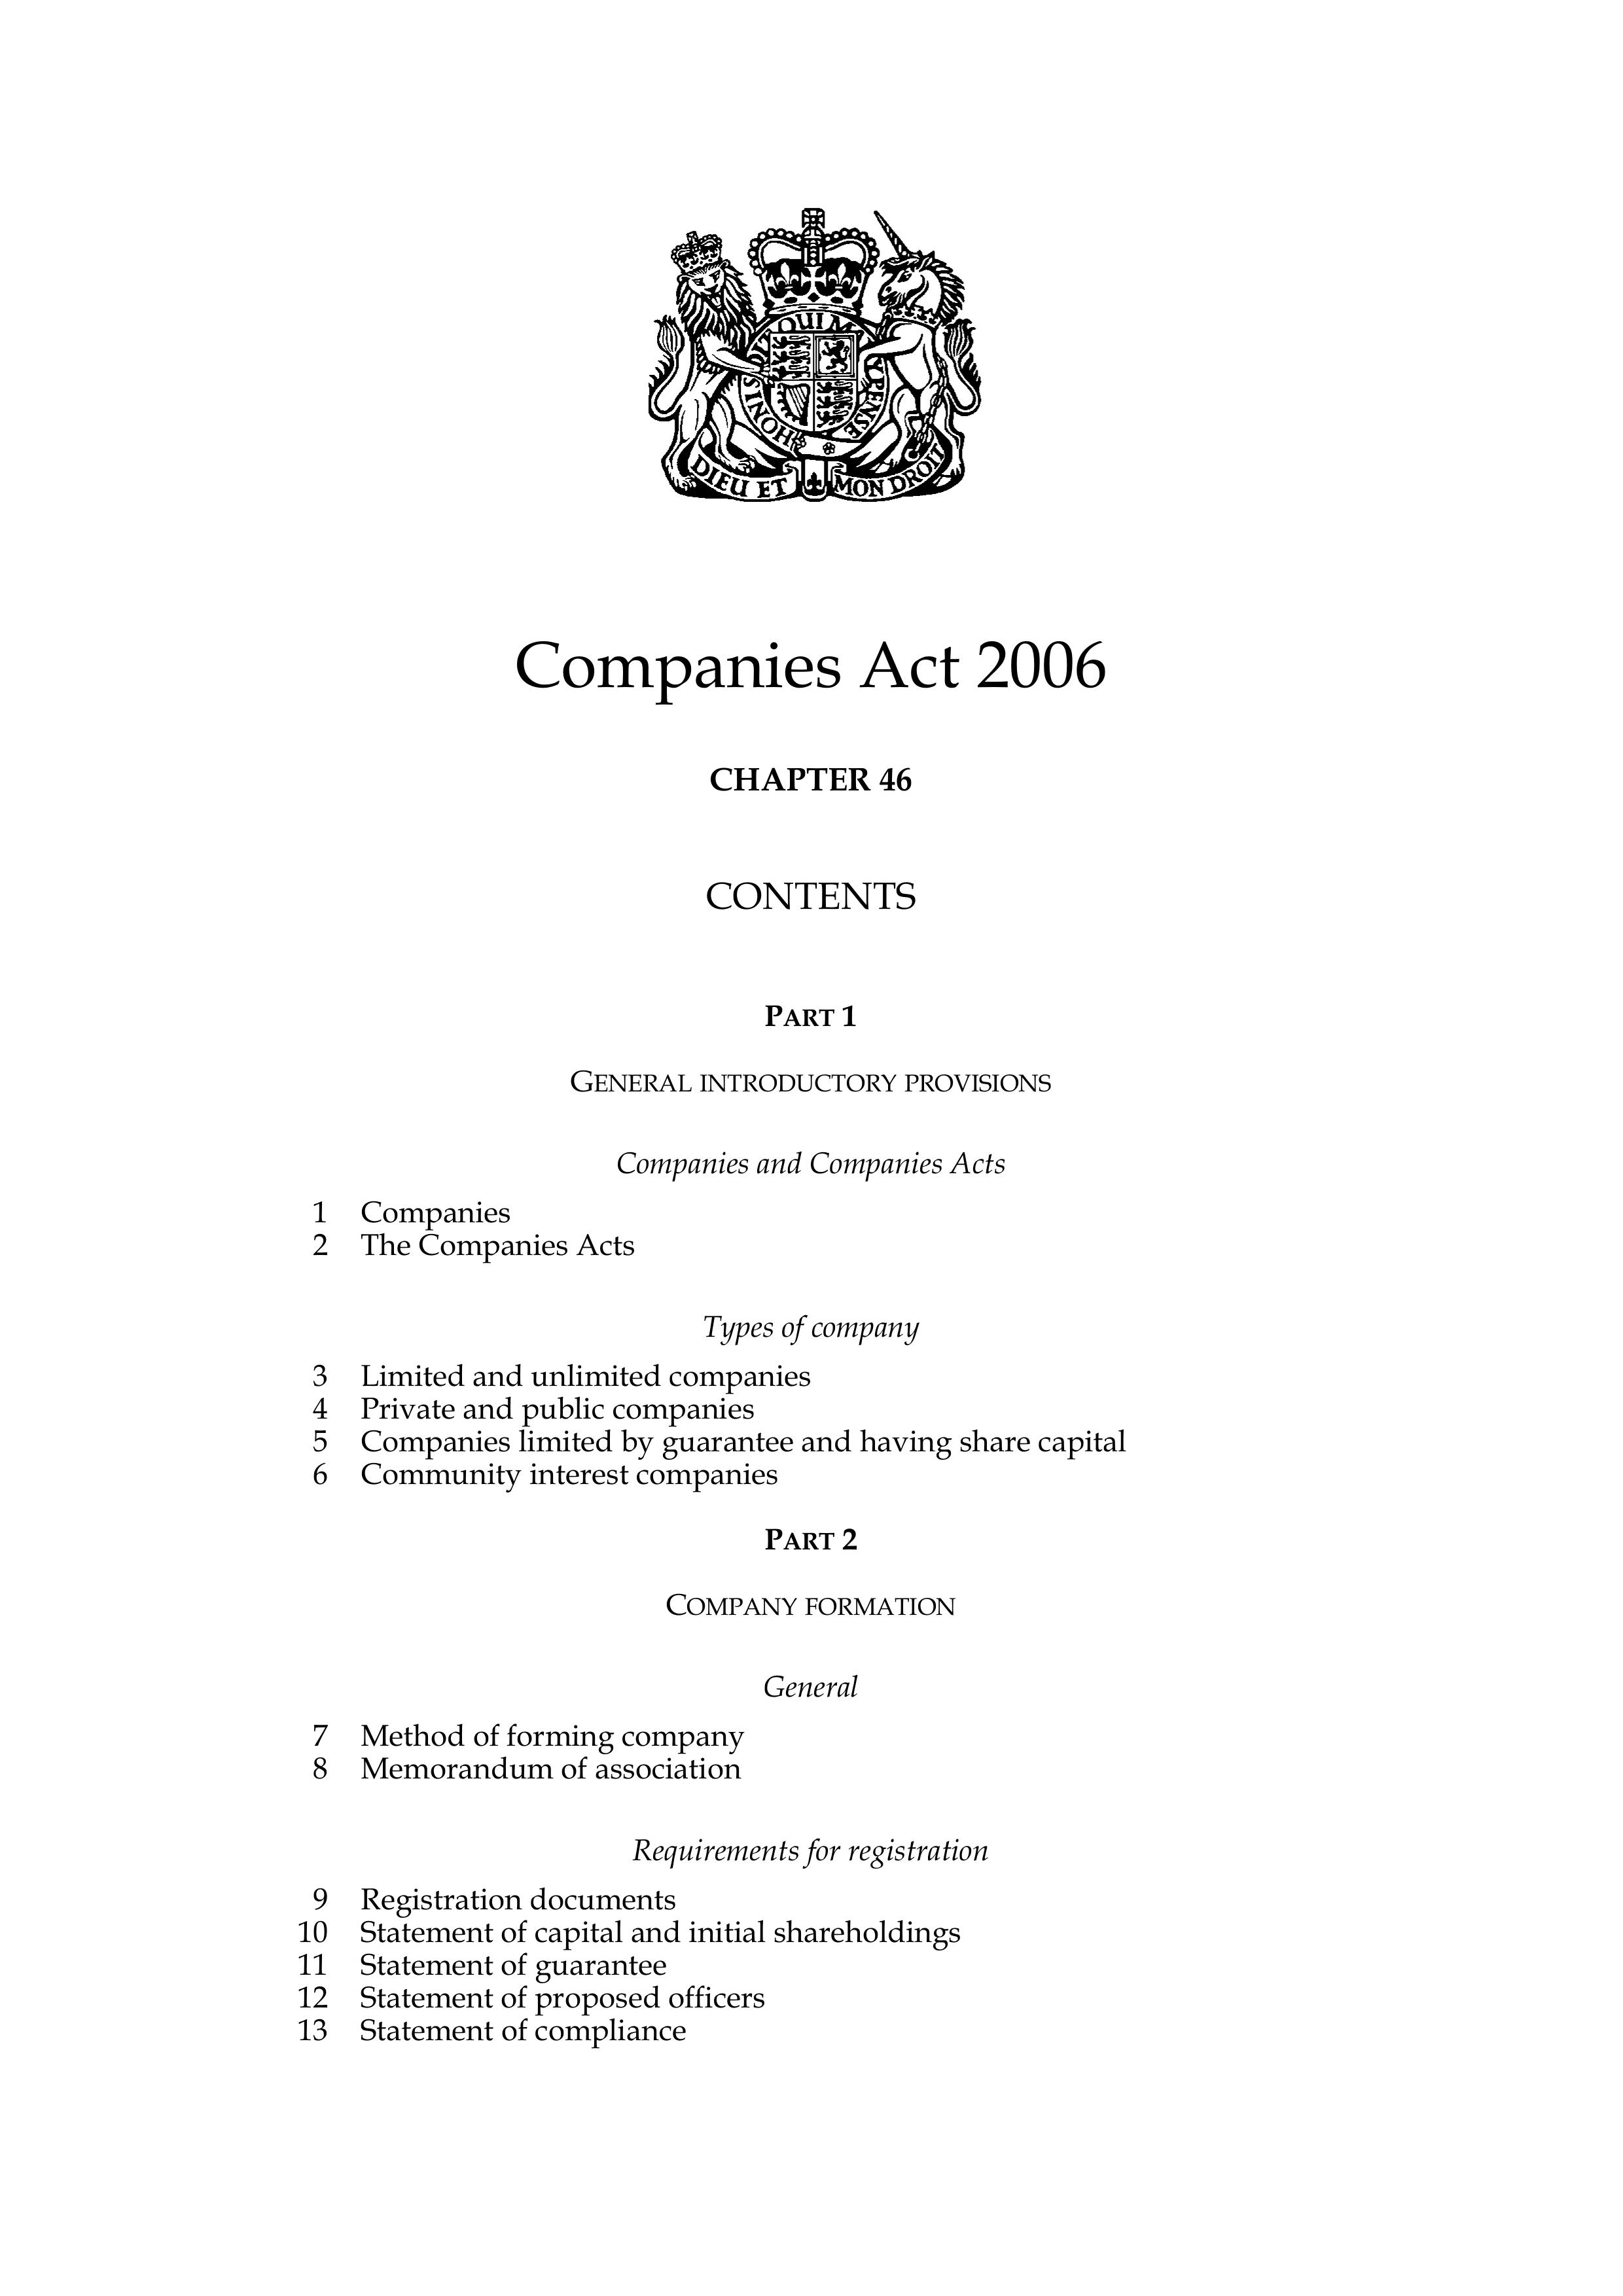 QUI M
HONI S
Y PENSE
DIEU ET MON DROIT
Companies Act 2006
CHAPTER 46
CONTENTS
PART 1
GENERAL INTRODUCTORY PROVISIONS
Companies and Companies Acts
1 Companies
2 The Companies Acts
Types of company
3 Limited and unlimited companies
4 Private and public companies
5 Companies limited by guarantee and having share capital
6 Community interest companies
PART 2
COMPANY FORMATION
General
7 Method of forming company
8 Memorandum of association
Requirements for registration
9 Registration documents
10 Statement of capital and initial shareholdings
11 Statement of guarantee
12 Statement of proposed officers
13 Statement of compliance